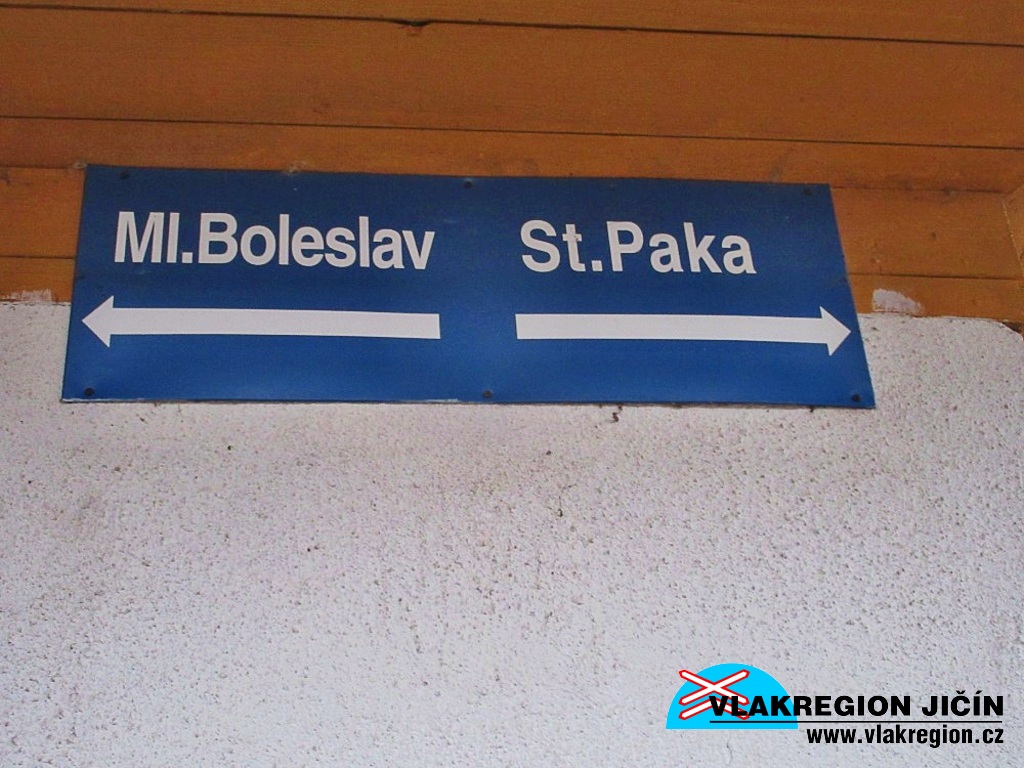 Ml.Boleslav St.Paka
VLAKREGION JIČÍN
www.vlakregion.cz